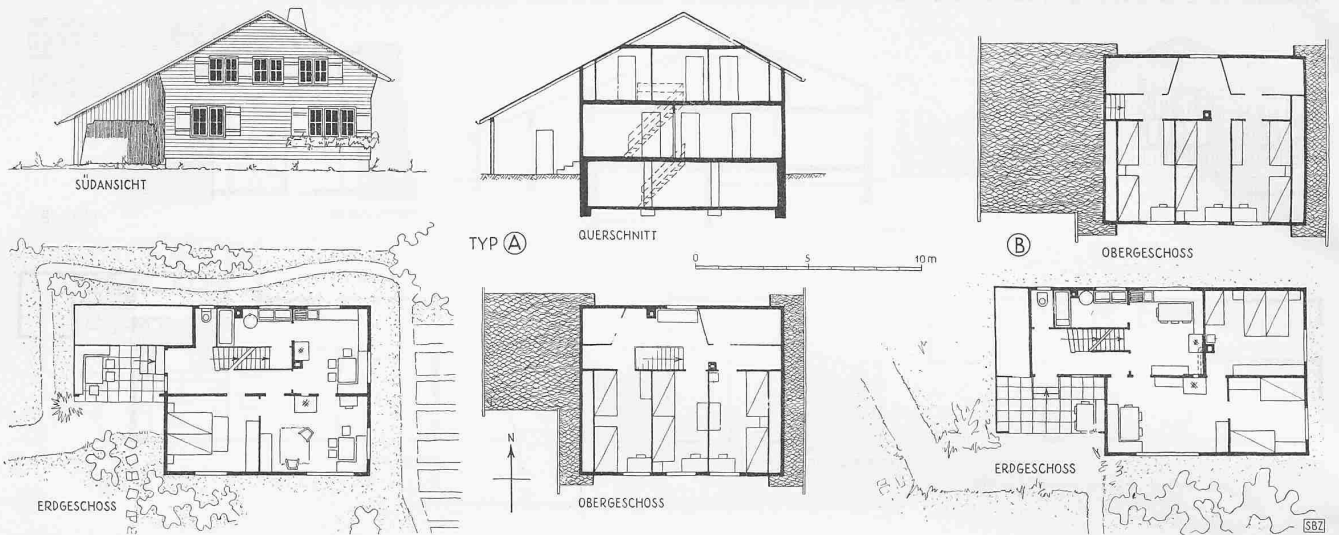 SÜDANSICHT
TYP A
QUERSCHNITT
B
OBERGESCHOSS
0 5 10 m
ERDGESCHOSS
N
OBERGESCHOSS
ERDGESCHOSS
SBZ